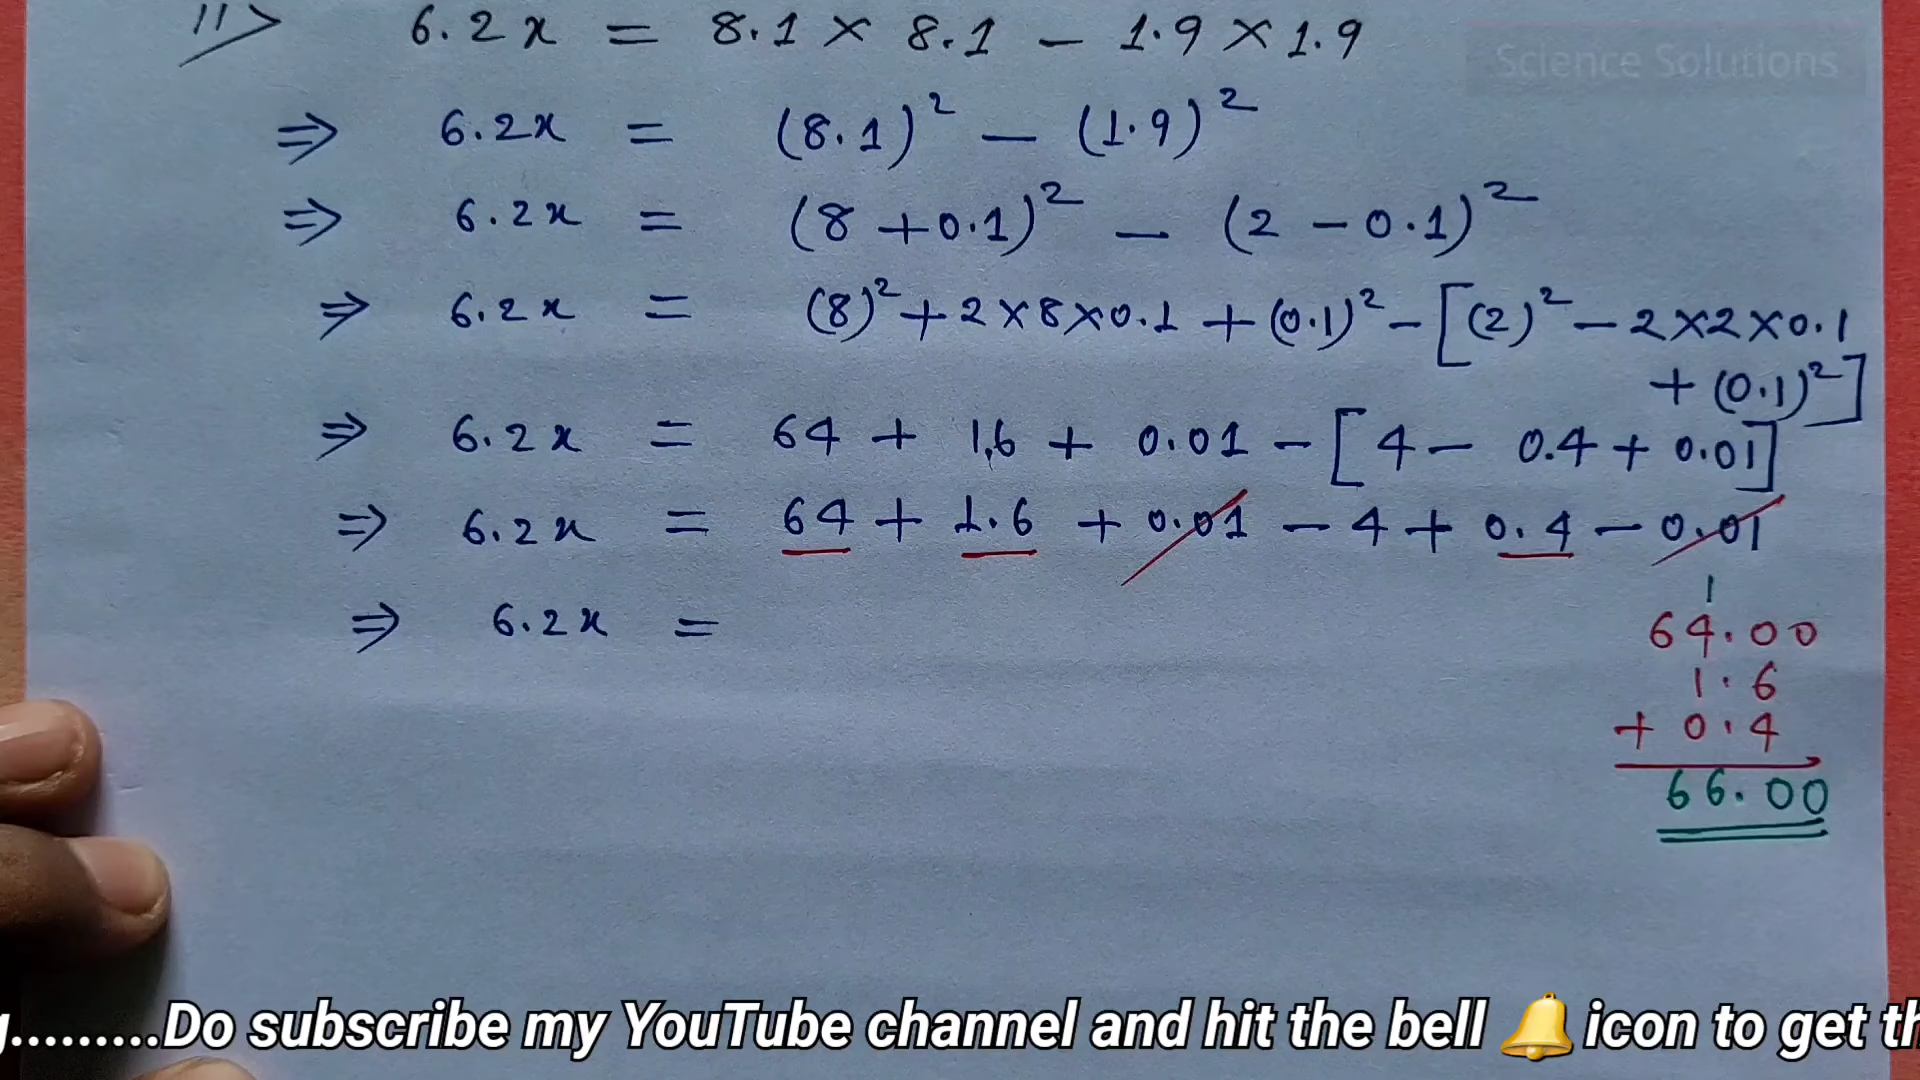 11> 6.2x = 8.1 × 8.1 − 1.9 × 1.9
Science Solutions
⇒ 6.2x = (8.1)² − (1.9)²
⇒ 6.2x = (8 + 0.1)² − (2 − 0.1)²
⇒ 6.2x = (8)² + 2×8×0.1 + (0.1)² − [(2)² − 2×2×0.1
+ (0.1)²]
⇒ 6.2x = 64 + 1.6 + 0.01 − [4 − 0.4 + 0.01]
⇒ 6.2x = 64 + 1.6 + 0.01 − 4 + 0.4 − 0.01
⇒ 6.2x =
1
64.00
1.6
+ 0.4
66.00
.........Do subscribe my YouTube channel and hit the bell 🔔 icon to get